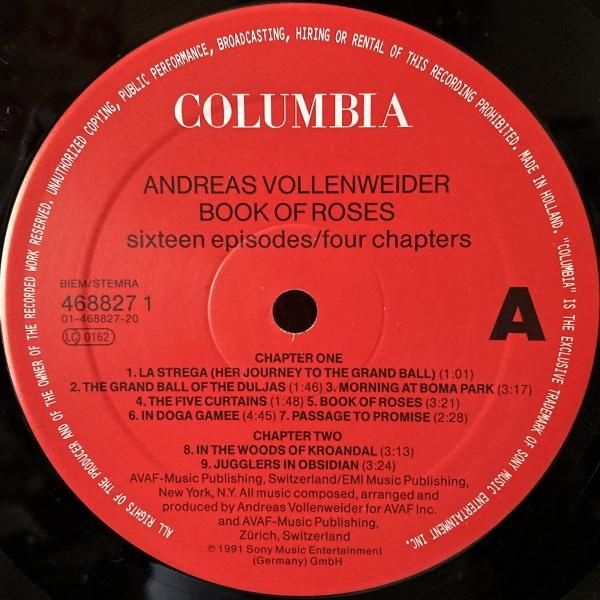 ALL RIGHTS OF THE PRODUCER AND OF THE OWNER OF THE RECORDED WORK RESERVED. UNAUTHORIZED COPYING, PUBLIC PERFORMANCE, BROADCASTING, HIRING OR RENTAL OF THIS RECORDING PROHIBITED. MADE IN HOLLAND. "COLUMBIA" IS THE EXCLUSIVE TRADEMARK OF SONY MUSIC ENTERTAINMENT INC.
COLUMBIA
ANDREAS VOLLENWEIDER
BOOK OF ROSES
sixteen episodes/four chapters
BIEM/STEMRA
468827 1
01-468827-20
LC 0162
A
CHAPTER ONE
1. LA STREGA (HER JOURNEY TO THE GRAND BALL) (1:01)
2. THE GRAND BALL OF THE DULJAS (1:46) 3. MORNING AT BOMA PARK (3:17)
4. THE FIVE CURTAINS (1:48) 5. BOOK OF ROSES (3:21)
6. IN DOGA GAMEE (4:45) 7. PASSAGE TO PROMISE (2:28)
CHAPTER TWO
8. IN THE WOODS OF KROANDAL (3:13)
9. JUGGLERS IN OBSIDIAN (3:24)
AVAF-Music Publishing, Switzerland/EMI Music Publishing,
New York, N.Y. All music composed, arranged and
produced by Andreas Vollenweider for AVAF Inc.
and AVAF-Music Publishing,
Zürich, Switzerland
℗ 1991 Sony Music Entertainment
(Germany) GmbH